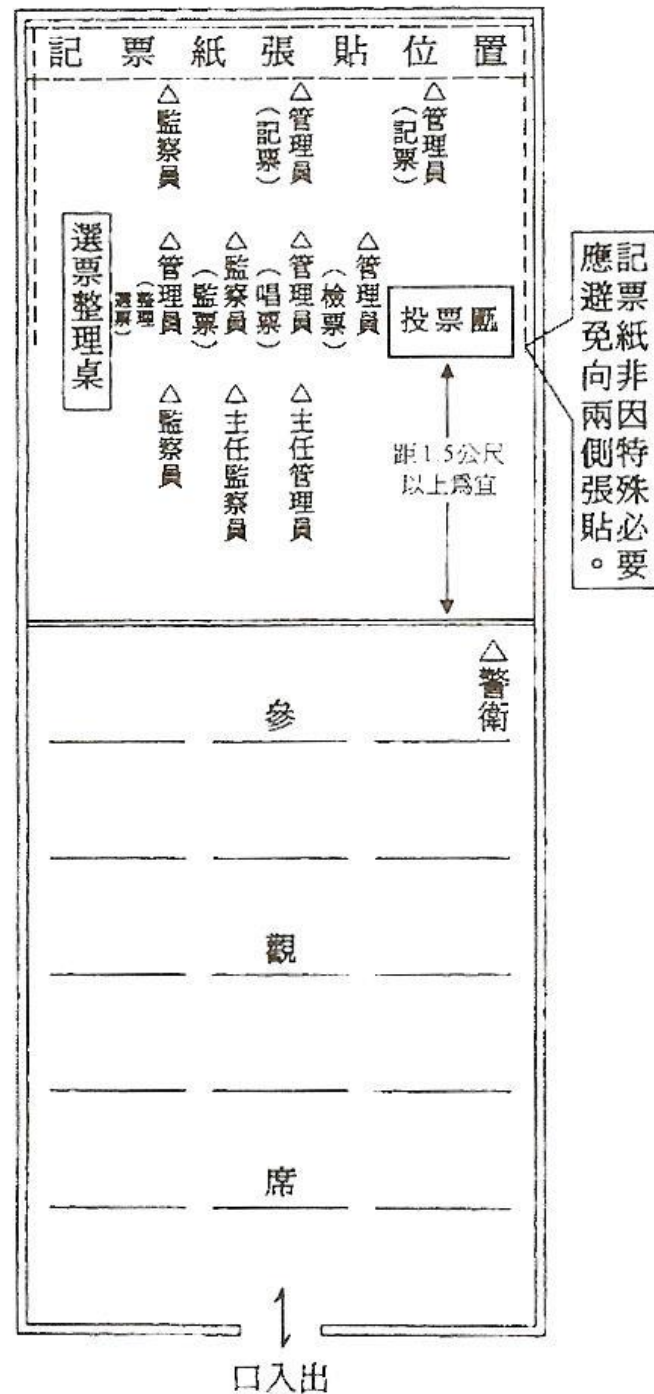 記票紙張貼位置
△監察員
△管理員
（記票）
△管理員
（記票）
選票整理桌
△管理員
（整理
選票）
△監察員
（監票）
△管理員
（唱票）
△管理員
（檢票）
投票匭
△監察員
△主任監察員
△主任管理員
距1.5公尺
以上爲宜
記票紙非因特殊必要
應避免向兩側張貼。
△警衛
參
觀
席
口入出